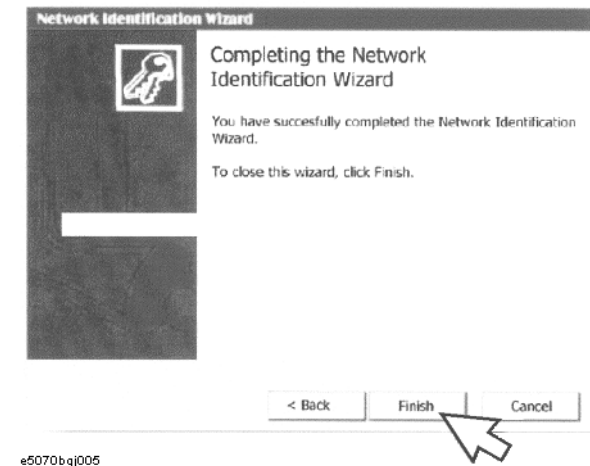 Network Identification Wizard
Completing the Network
Identification Wizard
You have succesfully completed the Network Identification
Wizard.
To close this wizard, click Finish.
< Back
Finish
Cancel
e5070bqj005